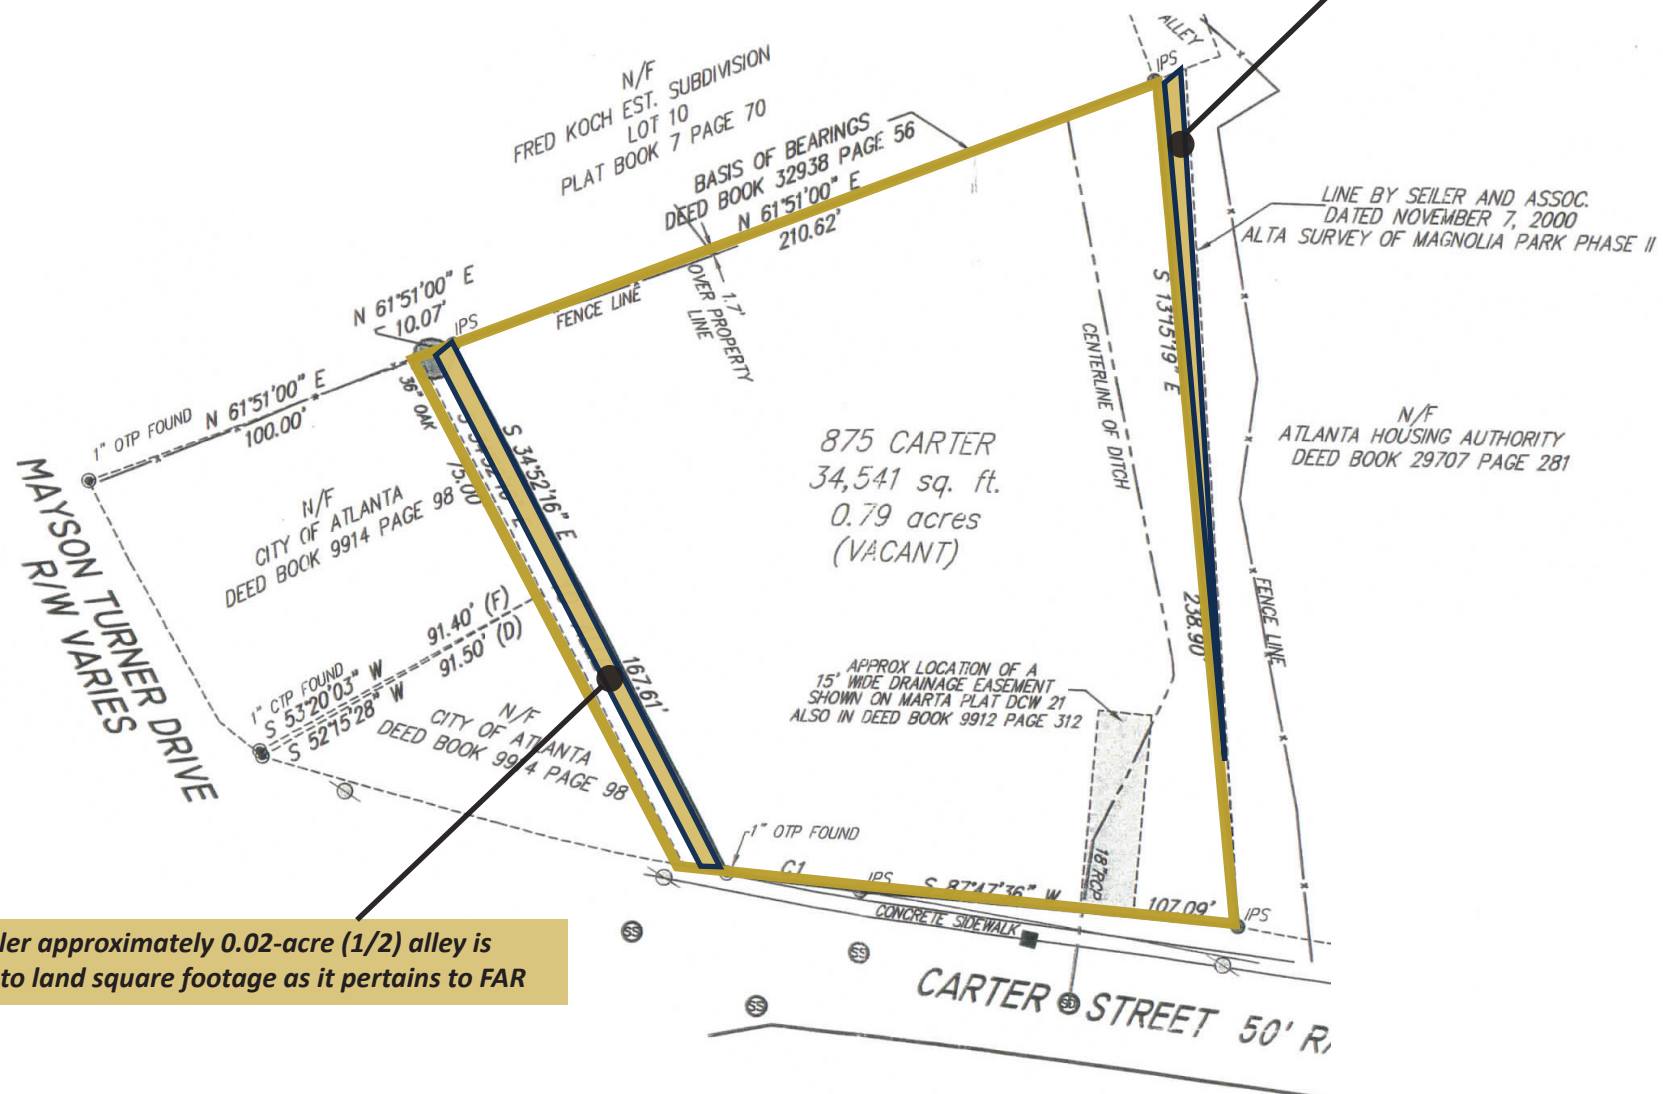 ALLEY
IPS
N/F
FRED KOCH EST. SUBDIVISION
LOT 10
PLAT BOOK 7 PAGE 70
BASIS OF BEARINGS
DEED BOOK 32938 PAGE 56
N 61°51'00" E
210.62'
LINE BY SEILER AND ASSOC.
DATED NOVEMBER 7, 2000
ALTA SURVEY OF MAGNOLIA PARK PHASE II
N 61°51'00" E
10.07'
IPS
FENCE LINE
1.7'
OVER PROPERTY
LINE
S 13°15'19" E
238.90'
CENTERLINE OF DITCH
1" OTP FOUND
N 61°51'00" E
100.00'
36" OAK
75.00
S 34°52'16" E
167.61'
875 CARTER
34,541 sq. ft.
0.79 acres
(VACANT)
N/F
ATLANTA HOUSING AUTHORITY
DEED BOOK 29707 PAGE 281
N/F
CITY OF ATLANTA
DEED BOOK 9914 PAGE 98
MAYSON TURNER DRIVE
R/W VARIES
91.40' (F)
91.50' (D)
1" CTP FOUND
S 53°20'03" W
S 52°15'28" W
N/F
CITY OF ATLANTA
DEED BOOK 9914 PAGE 98
FENCE LINE
APPROX LOCATION OF A
15' WIDE DRAINAGE EASEMENT
SHOWN ON MARTA PLAT DCW 21
ALSO IN DEED BOOK 9912 PAGE 312
18"RCP
1" OTP FOUND
C1
IPS
S 87°47'36" W
107.09'
IPS
CONCRETE SIDEWALK
SS
SS
SS
CARTER STREET 50' R/
ler approximately 0.02-acre (1/2) alley is
to land square footage as it pertains to FAR